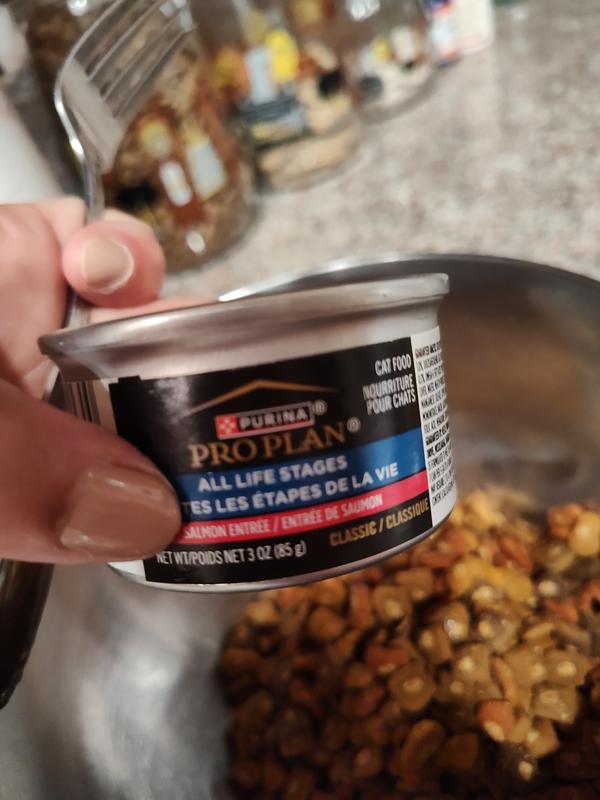 CAT FOOD
NOURRITURE
POUR CHATS
PURINA®
PRO PLAN®
ALL LIFE STAGES
TES LES ÉTAPES DE LA VIE
SALMON ENTRÉE / ENTRÉE DE SAUMON
CLASSIC / CLASSIQUE
NET WT/POIDS NET 3 OZ (85 g)